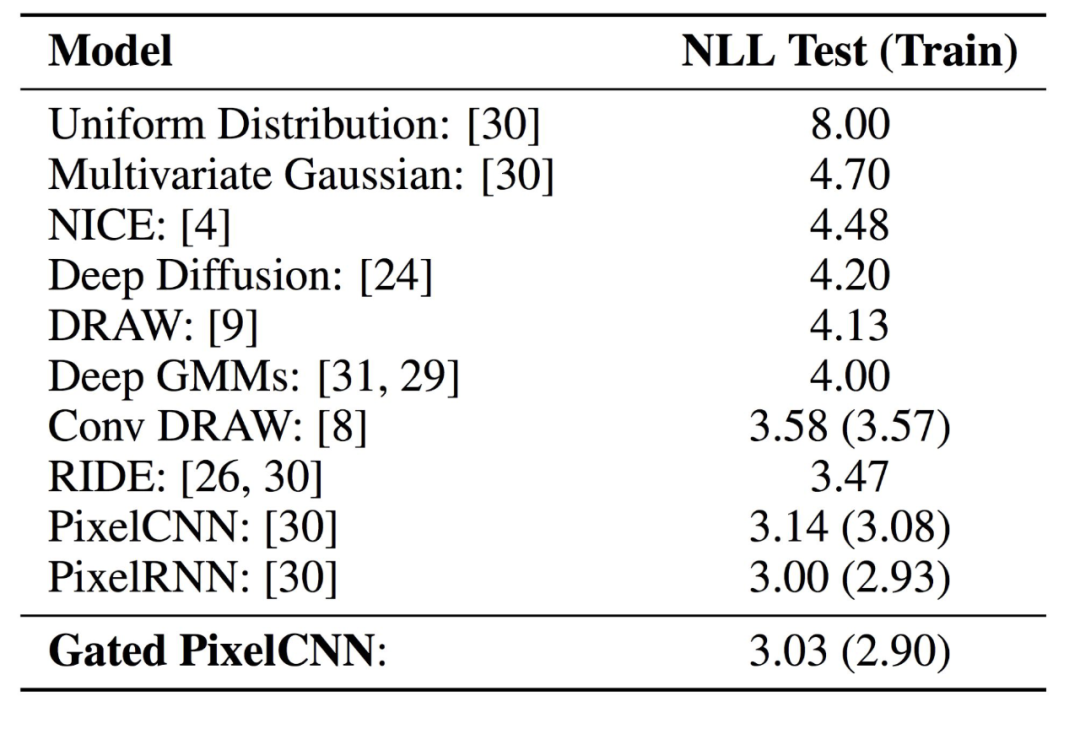 Model NLL Test (Train)
Uniform Distribution: [30] 8.00
Multivariate Gaussian: [30] 4.70
NICE: [4] 4.48
Deep Diffusion: [24] 4.20
DRAW: [9] 4.13
Deep GMMs: [31, 29] 4.00
Conv DRAW: [8] 3.58 (3.57)
RIDE: [26, 30] 3.47
PixelCNN: [30] 3.14 (3.08)
PixelRNN: [30] 3.00 (2.93)
Gated PixelCNN: 3.03 (2.90)